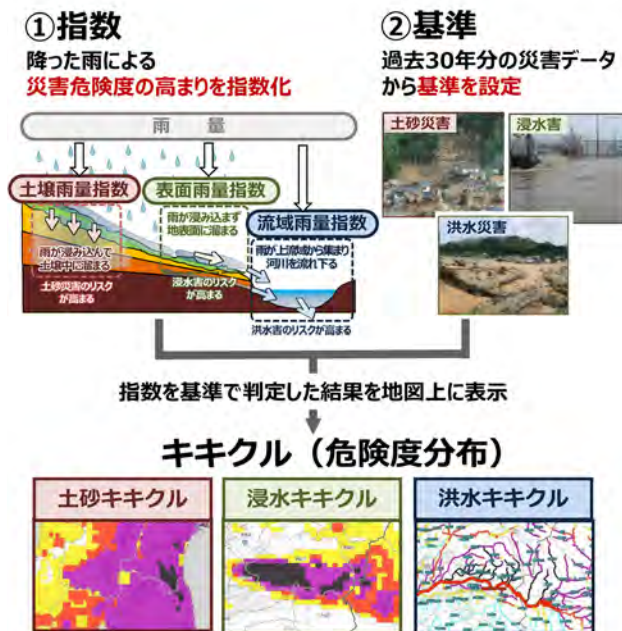 ①指数
降った雨による
災害危険度の高まりを指数化
②基準
過去30年分の災害データ
から基準を設定
雨　量
土壌雨量指数
表面雨量指数
流域雨量指数
雨が浸み込んで
土壌中に溜まる
土砂災害のリスク
が高まる
雨が浸み込まず
地表面に溜まる
浸水害のリスク
が高まる
雨が上流域から集まり
河川を流れ下る
洪水害のリスクが高まる
土砂災害
浸水害
洪水災害
指数を基準で判定した結果を地図上に表示
キキクル（危険度分布）
土砂キキクル
浸水キキクル
洪水キキクル